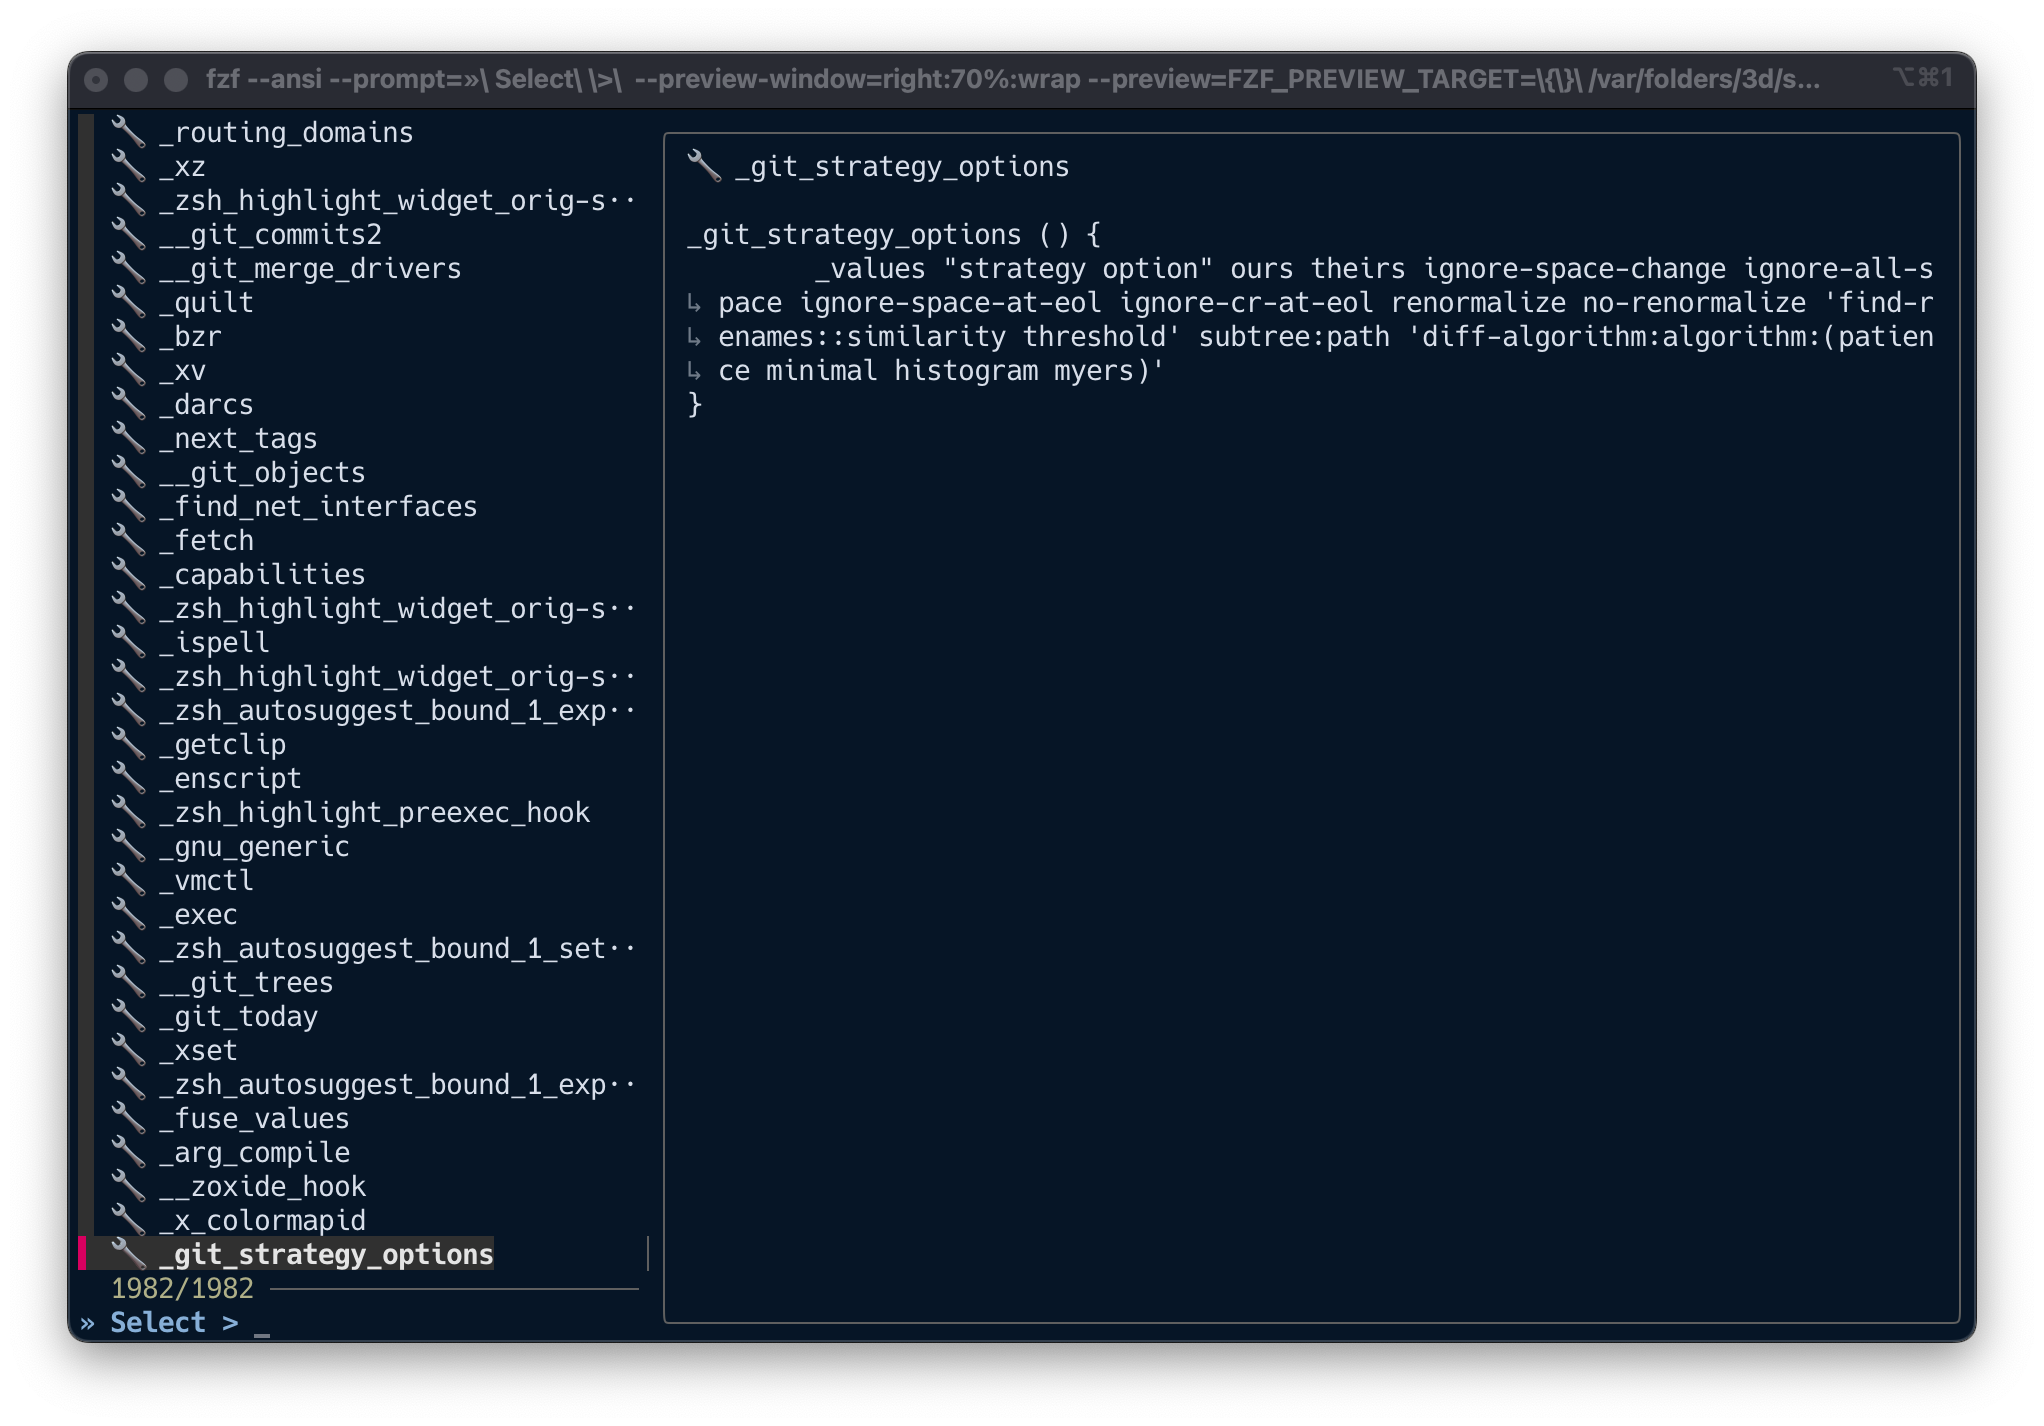 fzf --ansi --prompt=»\ Select\ \>\  --preview-window=right:70%:wrap --preview=FZF_PREVIEW_TARGET=\{\}\ /var/folders/3d/s... ⌥⌘1
🔧 _routing_domains
🔧 _xz
🔧 _zsh_highlight_widget_orig-s··
🔧 __git_commits2
🔧 __git_merge_drivers
🔧 _quilt
🔧 _bzr
🔧 _xv
🔧 _darcs
🔧 _next_tags
🔧 __git_objects
🔧 _find_net_interfaces
🔧 _fetch
🔧 _capabilities
🔧 _zsh_highlight_widget_orig-s··
🔧 _ispell
🔧 _zsh_highlight_widget_orig-s··
🔧 _zsh_autosuggest_bound_1_exp··
🔧 _getclip
🔧 _enscript
🔧 _zsh_highlight_preexec_hook
🔧 _gnu_generic
🔧 _vmctl
🔧 _exec
🔧 _zsh_autosuggest_bound_1_set··
🔧 __git_trees
🔧 _git_today
🔧 _xset
🔧 _zsh_autosuggest_bound_1_exp··
🔧 _fuse_values
🔧 _arg_compile
🔧 __zoxide_hook
🔧 _x_colormapid
🔧 _git_strategy_options
1982/1982
» Select > _
🔧 _git_strategy_options
_git_strategy_options () {
        _values "strategy option" ours theirs ignore-space-change ignore-all-s
↳ pace ignore-space-at-eol ignore-cr-at-eol renormalize no-renormalize 'find-r
↳ enames::similarity threshold' subtree:path 'diff-algorithm:algorithm:(patien
↳ ce minimal histogram myers)'
}